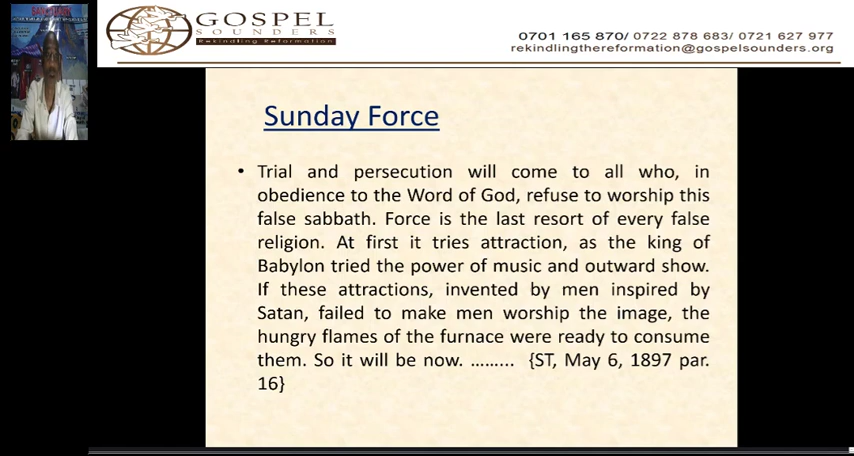 GOSPEL
SOUNDERS
Rekindling Reformation
0701 165 870/ 0722 878 683/ 0721 627 977
rekindlingthereformation@gospelsounders.org
Sunday Force
• Trial and persecution will come to all who, in
obedience to the Word of God, refuse to worship this
false sabbath. Force is the last resort of every false
religion. At first it tries attraction, as the king of
Babylon tried the power of music and outward show.
If these attractions, invented by men inspired by
Satan, failed to make men worship the image, the
hungry flames of the furnace were ready to consume
them. So it will be now. ......... {ST, May 6, 1897 par.
16}